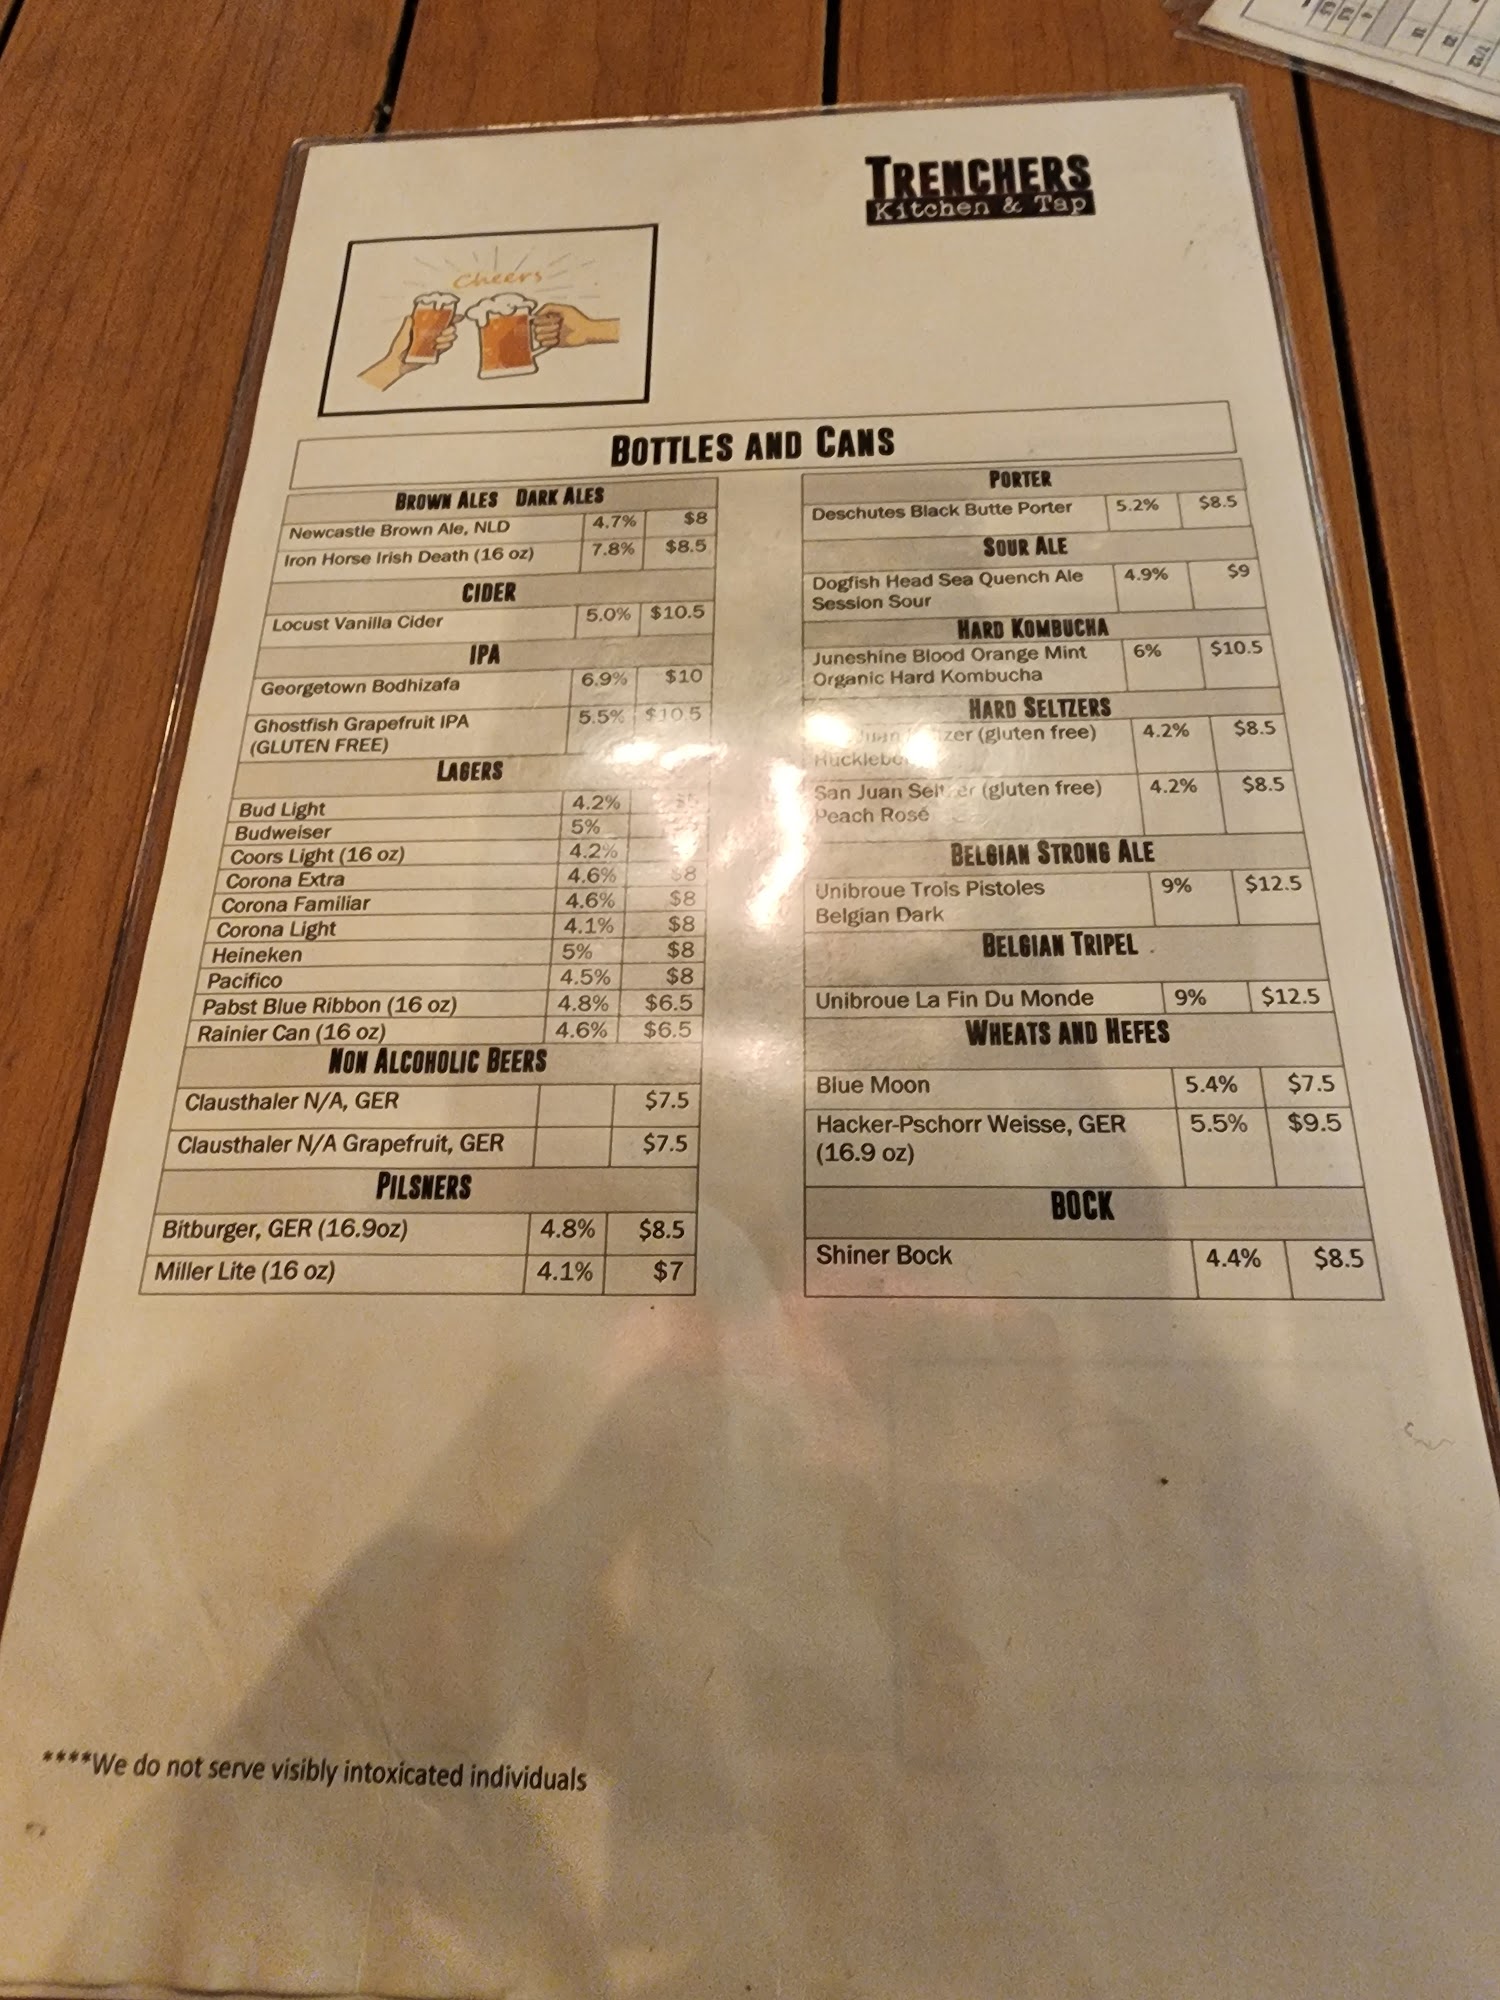 TRENCHERS
Kitchen & Tap
Cheers
BOTTLES AND CANS
BROWN ALES DARK ALES
Newcastle Brown Ale, NLD 4.7% $8
Iron Horse Irish Death (16 oz) 7.8% $8.5
CIDER
Locust Vanilla Cider 5.0% $10.5
IPA
Georgetown Bodhizafa 6.9% $10
Ghostfish Grapefruit IPA 5.5% $10.5
(GLUTEN FREE)
LAGERS
Bud Light 4.2%
Budweiser 5%
Coors Light (16 oz) 4.2%
Corona Extra 4.6% $8
Corona Familiar 4.6% $8
Corona Light 4.1% $8
Heineken 5% $8
Pacifico 4.5% $8
Pabst Blue Ribbon (16 oz) 4.8% $6.5
Rainier Can (16 oz) 4.6% $6.5
NON ALCOHOLIC BEERS
Clausthaler N/A, GER $7.5
Clausthaler N/A Grapefruit, GER $7.5
PILSNERS
Bitburger, GER (16.9oz) 4.8% $8.5
Miller Lite (16 oz) 4.1% $7
PORTER
Deschutes Black Butte Porter 5.2% $8.5
SOUR ALE
Dogfish Head Sea Quench Ale 4.9% $9
Session Sour
HARD KOMBUCHA
Juneshine Blood Orange Mint 6% $10.5
Organic Hard Kombucha
HARD SELTZERS
Juan (gluten free) 4.2% $8.5
San Juan Seltzer (gluten free) 4.2% $8.5
Peach Rosé
BELGIAN STRONG ALE
Unibroue Trois Pistoles 9% $12.5
Belgian Dark
BELGIAN TRIPEL
Unibroue La Fin Du Monde 9% $12.5
WHEATS AND HEFES
Blue Moon 5.4% $7.5
Hacker-Pschorr Weisse, GER 5.5% $9.5
(16.9 oz)
BOCK
Shiner Bock 4.4% $8.5
****We do not serve visibly intoxicated individuals